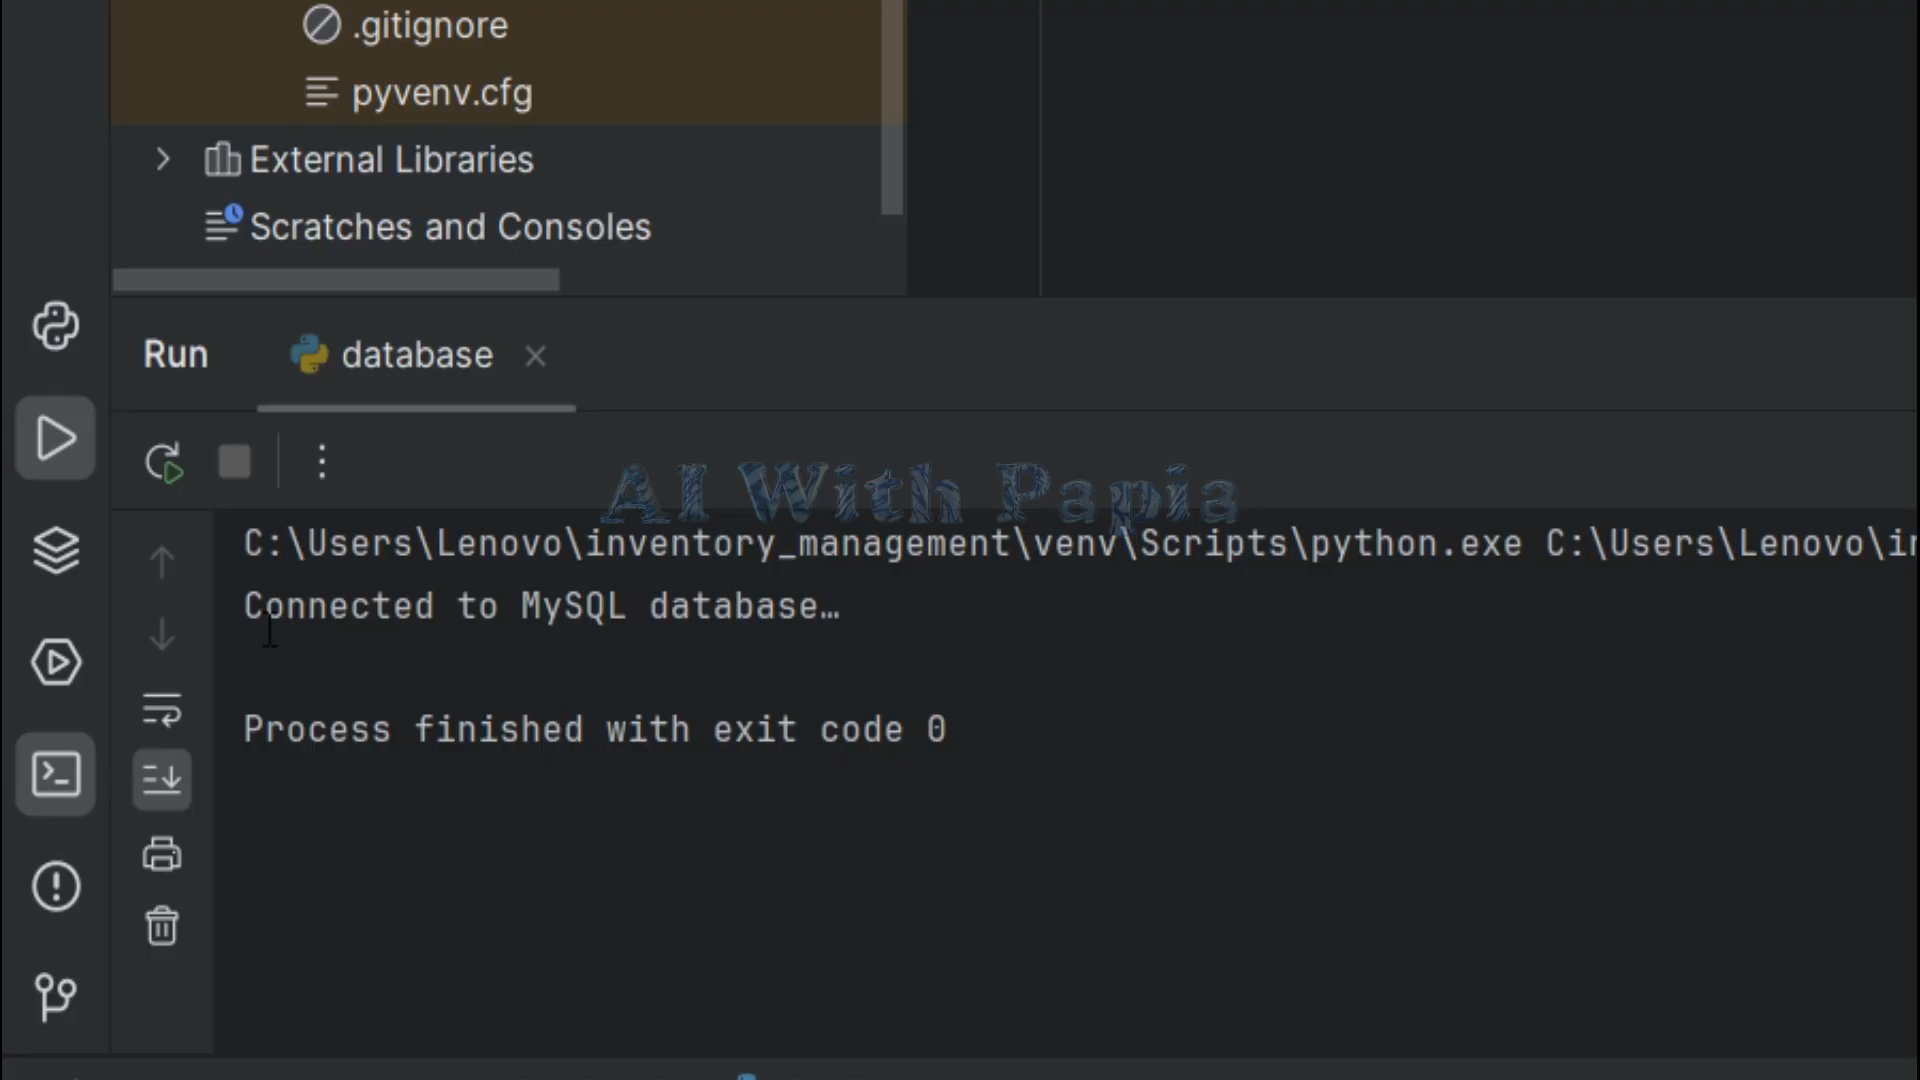 .gitignore
pyvenv.cfg
External Libraries
Scratches and Consoles
Run
database
AI With Papia
C:\Users\Lenovo\inventory_management\venv\Scripts\python.exe C:\Users\Lenovo\
Connected to MySQL database…
Process finished with exit code 0